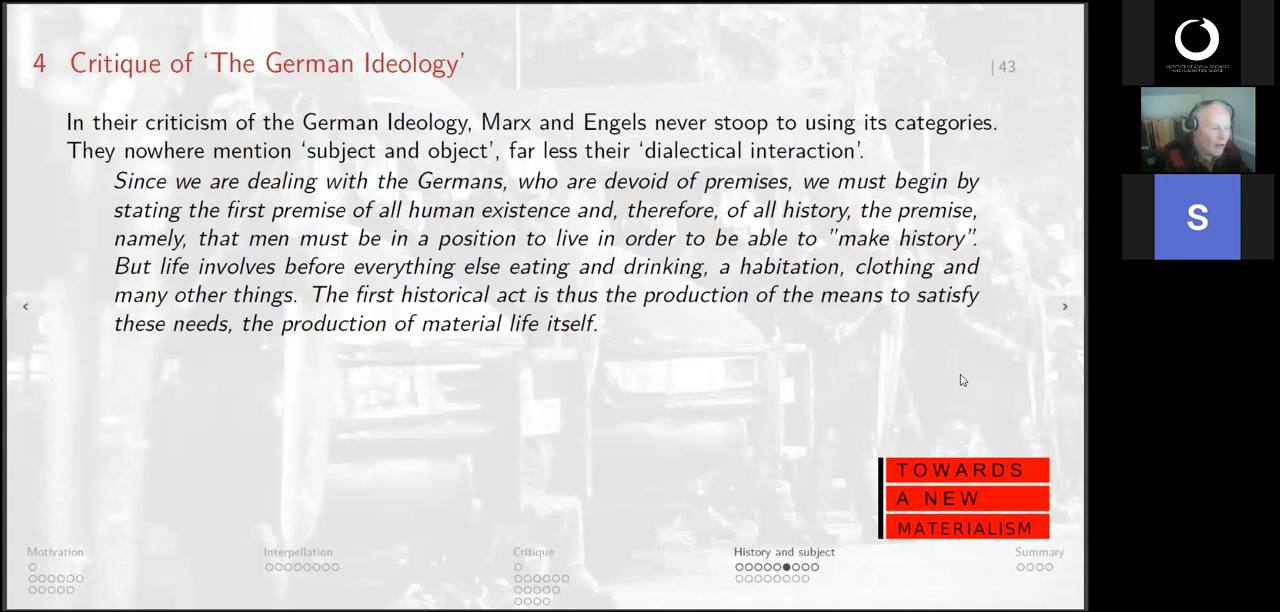 4 Critique of ‘The German Ideology’
| 43
In their criticism of the German Ideology, Marx and Engels never stoop to using its categories.
They nowhere mention ‘subject and object’, far less their ‘dialectical interaction’.
Since we are dealing with the Germans, who are devoid of premises, we must begin by
stating the first premise of all human existence and, therefore, of all history, the premise,
namely, that men must be in a position to live in order to be able to ”make history”.
But life involves before everything else eating and drinking, a habitation, clothing and
many other things. The first historical act is thus the production of the means to satisfy
these needs, the production of material life itself.
TOWARDS
A NEW
MATERIALISM
Motivation
Interpellation
Critique
History and subject
Summary
S